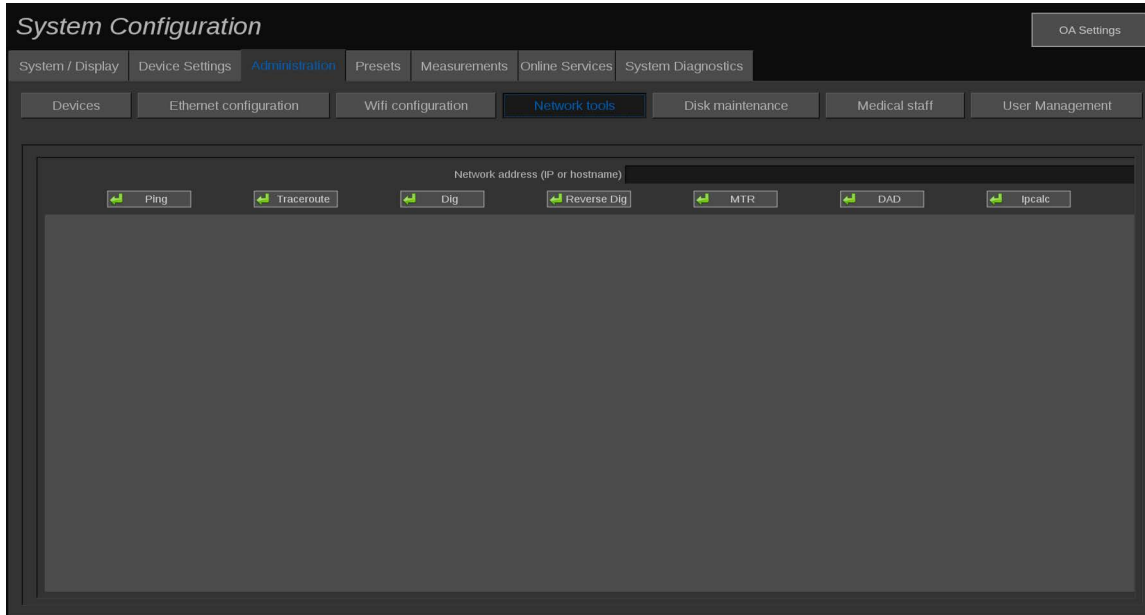 System Configuration
OA Settings
System / Display Device Settings Administration Presets Measurements Online Services System Diagnostics
Devices Ethernet configuration Wifi configuration Network tools Disk maintenance Medical staff User Management
Network address (IP or hostname)
Ping Traceroute Dig Reverse Dig MTR DAD Ipcalc